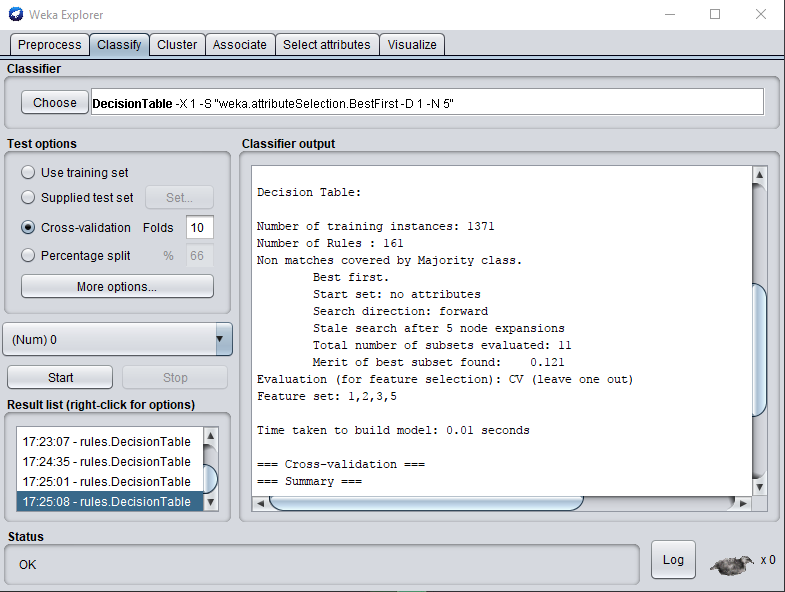 Weka Explorer
Preprocess Classify Cluster Associate Select attributes Visualize
Classifier
Choose DecisionTable -X 1 -S "weka.attributeSelection.BestFirst -D 1 -N 5"
Test options
Use training set
Supplied test set Set...
Cross-validation Folds 10
Percentage split % 66
More options...
(Num) 0
Start Stop
Result list (right-click for options)
17:23:07 - rules.DecisionTable
17:24:35 - rules.DecisionTable
17:25:01 - rules.DecisionTable
17:25:08 - rules.DecisionTable
Classifier output
Decision Table:
Number of training instances: 1371
Number of Rules : 161
Non matches covered by Majority class.
Best first.
Start set: no attributes
Search direction: forward
Stale search after 5 node expansions
Total number of subsets evaluated: 11
Merit of best subset found: 0.121
Evaluation (for feature selection): CV (leave one out)
Feature set: 1,2,3,5
Time taken to build model: 0.01 seconds
=== Cross-validation ===
=== Summary ===
Status
OK
Log x 0